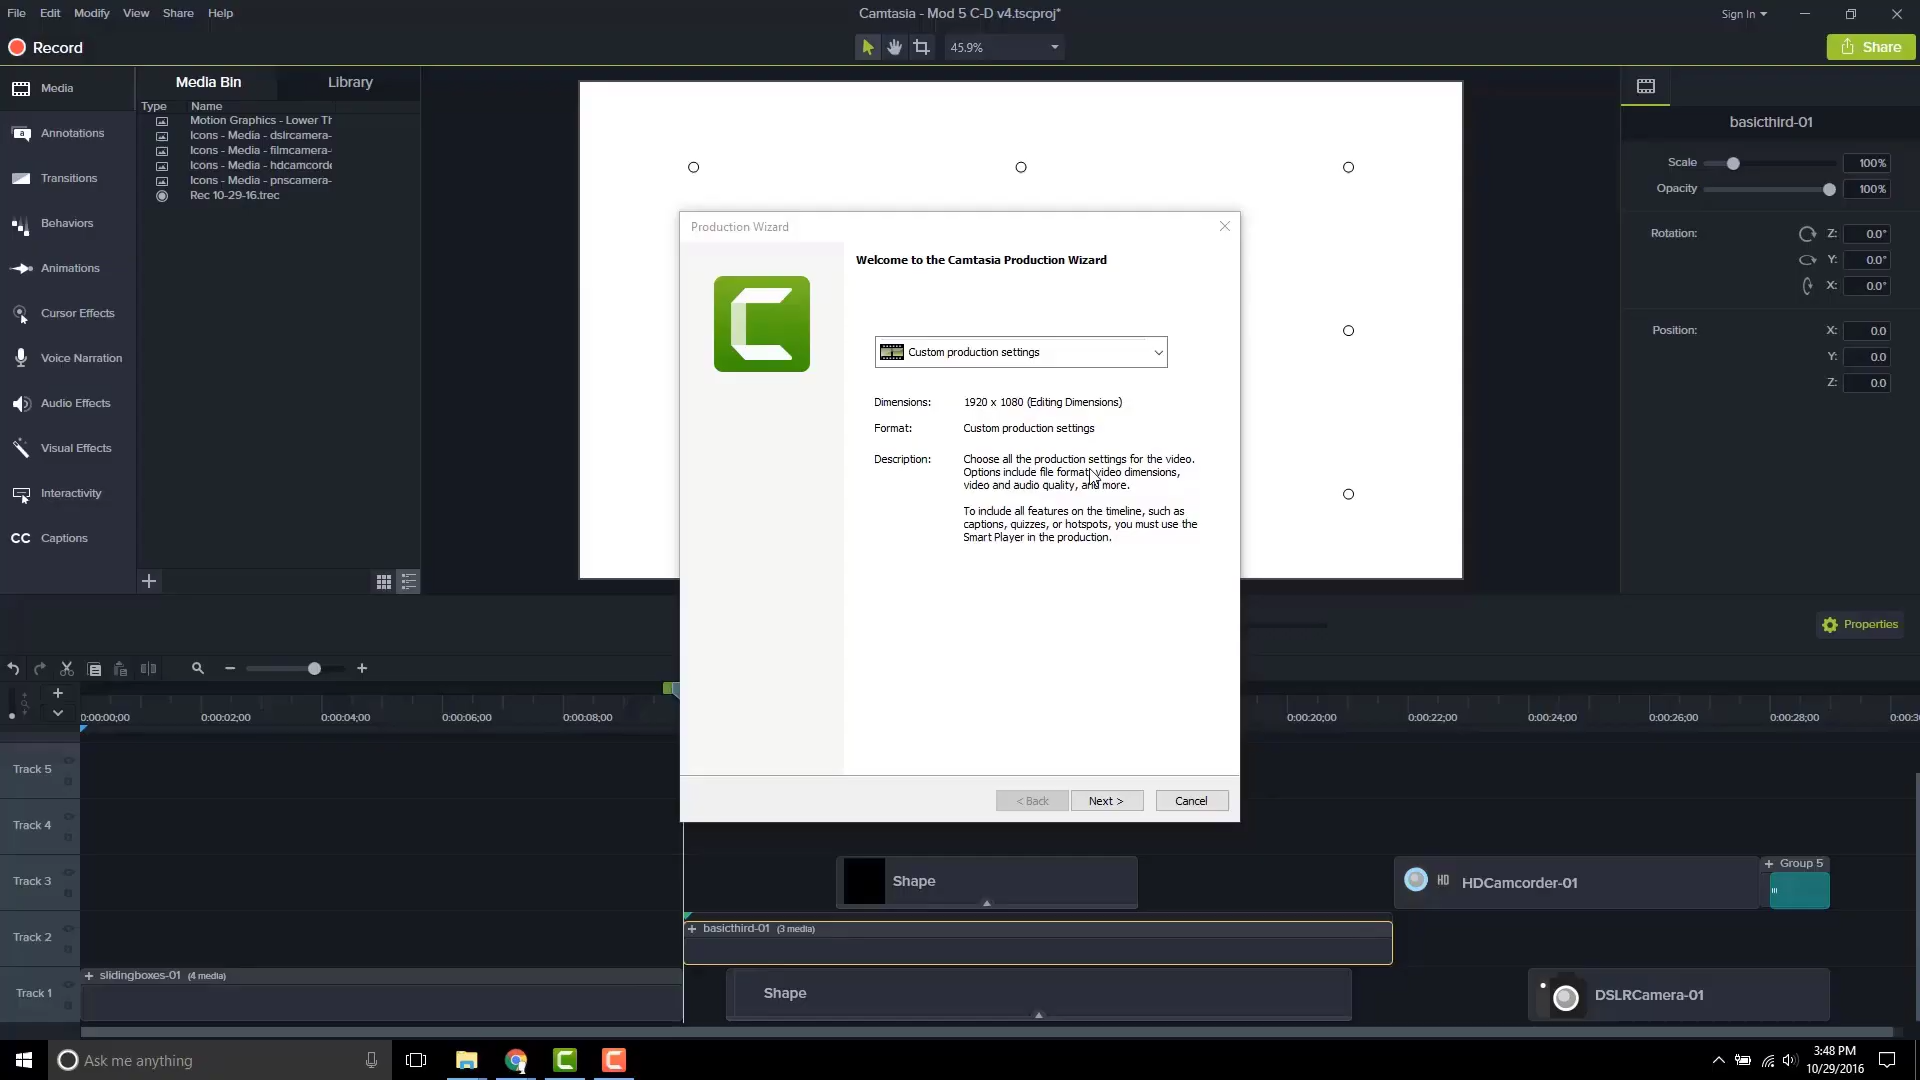 File Edit Modify View Share Help
Camtasia - Mod 5 C-D v4.tscproj*
Sign In
Record
45.9%
Share
Media
Annotations
Transitions
Behaviors
Animations
Cursor Effects
Voice Narration
Audio Effects
Visual Effects
Interactivity
CC Captions
Media Bin Library
Type Name
Motion Graphics - Lower Th
Icons - Media - dslrcamera-
Icons - Media - filmcamera-
Icons - Media - hdcamcorde
Icons - Media - pnscamera-
Rec 10-29-16.trec
Production Wizard
Welcome to the Camtasia Production Wizard
Custom production settings
Dimensions: 1920 x 1080 (Editing Dimensions)
Format: Custom production settings
Description: Choose all the production settings for the video.
Options include file format, video dimensions,
video and audio quality, and more.
To include all features on the timeline, such as
captions, quizzes, or hotspots, you must use the
Smart Player in the production.
< Back Next > Cancel
basicthird-01
Scale 100%
Opacity 100%
Rotation: Z: 0.0°
Y: 0.0°
X: 0.0°
Position: X: 0.0
Y: 0.0
Z: 0.0
Properties
0:00:00;00 0:00:02;00 0:00:04;00 0:00:06;00 0:00:08;00 0:00:20;00 0:00:22;00 0:00:24;00 0:00:26;00 0:00:28;00 0:00:30
Track 5
Track 4
Track 3
Shape
HD HDCamcorder-01
Group 5
Track 2
basicthird-01 (3 media)
Track 1
slidingboxes-01 (4 media)
Shape
DSLRCamera-01
Ask me anything
3:48 PM
10/29/2016